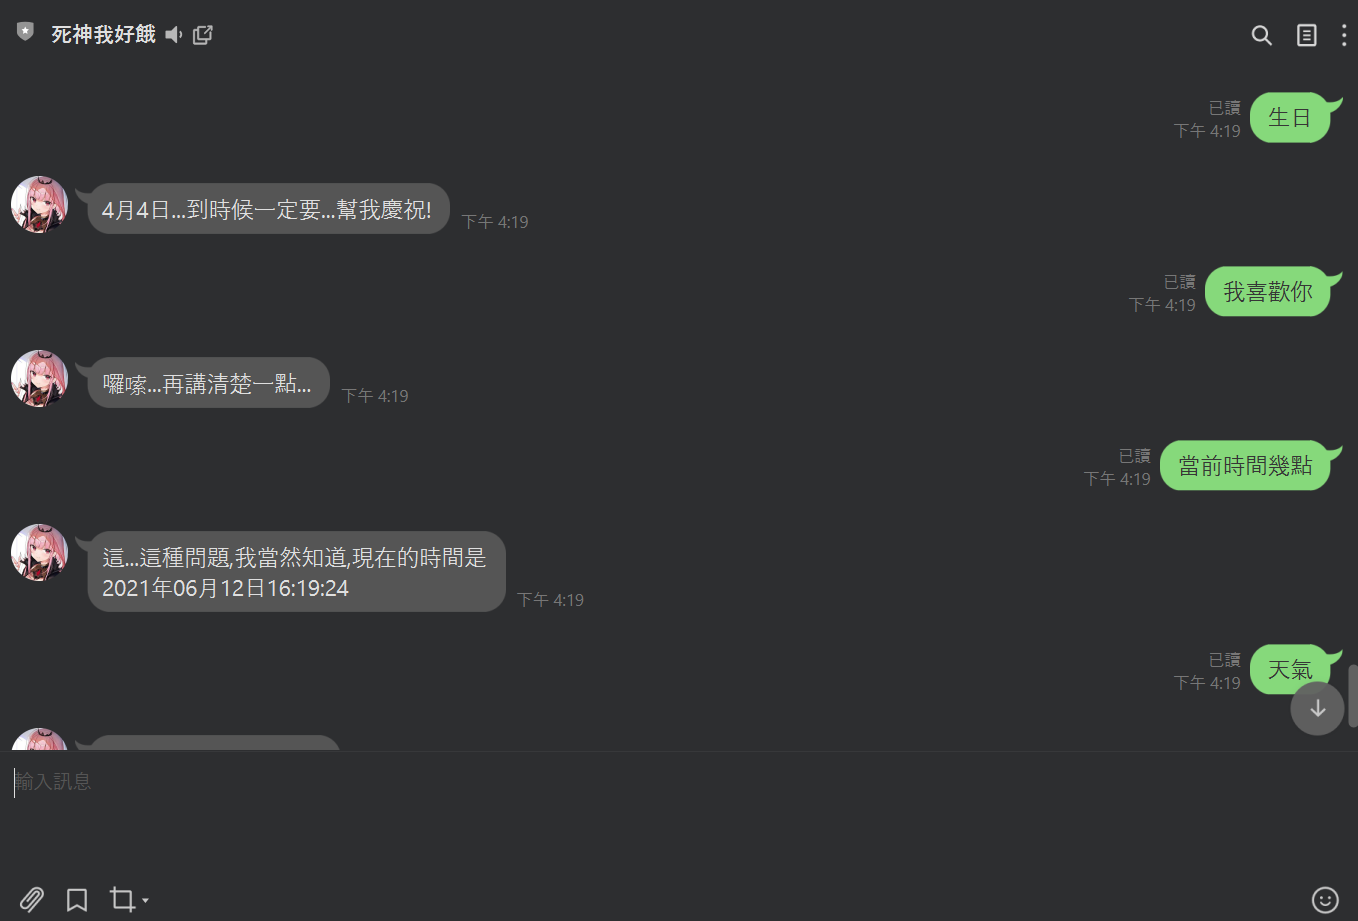 死神我好餓
已讀
下午 4:19
生日
4月4日...到時候一定要...幫我慶祝!
下午 4:19
已讀
下午 4:19
我喜歡你
囉嗦...再講清楚一點...
下午 4:19
已讀
下午 4:19
當前時間幾點
這...這種問題,我當然知道,現在的時間是
2021年06月12日16:19:24
下午 4:19
已讀
下午 4:19
天氣
輸入訊息